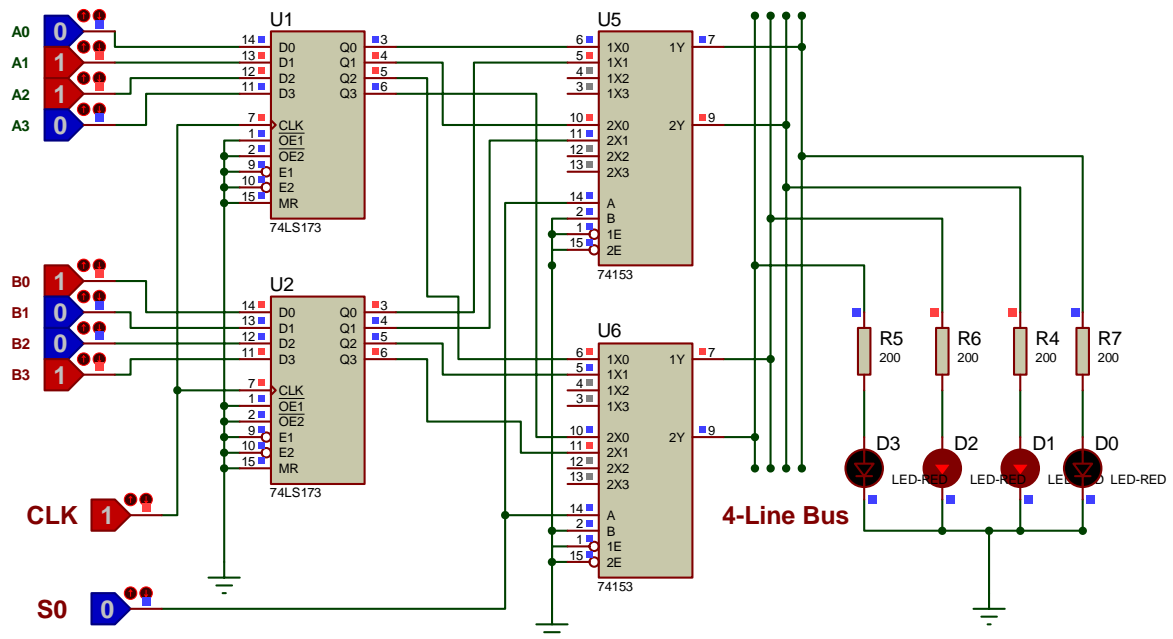 A0 0
A1 1
A2 1
A3 0
U1
14 D0 Q0 3
13 D1 Q1 4
12 D2 Q2 5
11 D3 Q3 6
7 CLK
1 OE1
2 OE2
9 E1
10 E2
15 MR
74LS173
B0 1
B1 0
B2 0
B3 1
U2
14 D0 Q0 3
13 D1 Q1 4
12 D2 Q2 5
11 D3 Q3 6
7 CLK
1 OE1
2 OE2
9 E1
10 E2
15 MR
74LS173
CLK 1
S0 0
U5
6 1X0 1Y 7
5 1X1
4 1X2
3 1X3
10 2X0 2Y 9
11 2X1
12 2X2
13 2X3
14 A
2 B
1 1E
15 2E
74153
U6
6 1X0 1Y 7
5 1X1
4 1X2
3 1X3
10 2X0 2Y 9
11 2X1
12 2X2
13 2X3
14 A
2 B
1 1E
15 2E
74153
4-Line Bus
R5 R6 R4 R7
200 200 200 200
D3 D2 D1 D0
LED-RED LED-RED LED-RED LED-RED